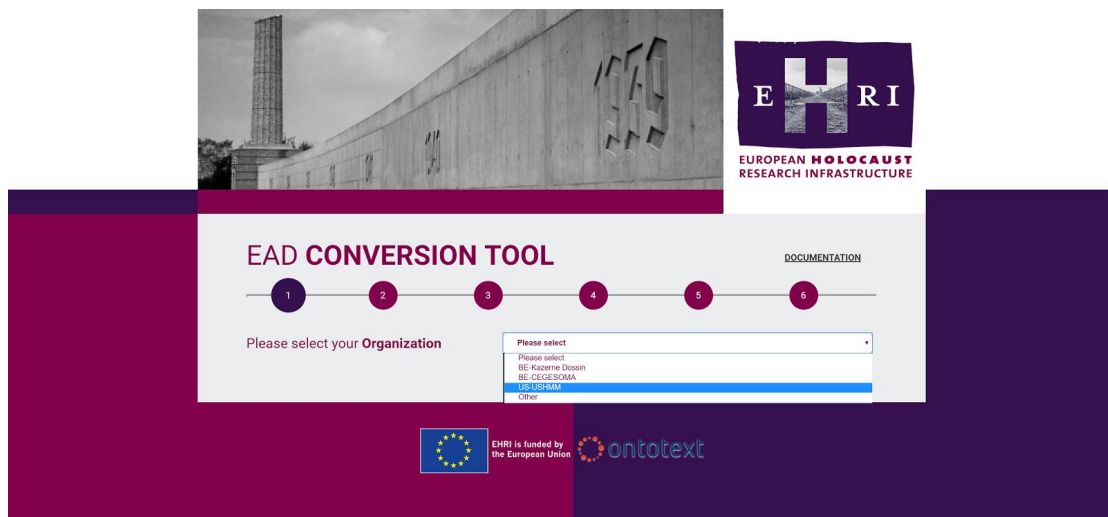 1939
1940
E H RI
EUROPEAN HOLOCAUST
RESEARCH INFRASTRUCTURE
EAD CONVERSION TOOL
DOCUMENTATION
1 2 3 4 5 6
Please select your Organization
Please select
Please select
BE-Kazerne Dossin
BE-CEGESOMA
US-USHMM
Other
EHRI is funded by
the European Union
ontotext